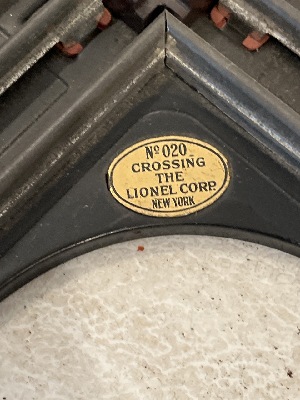 Nº 020
CROSSING
THE
LIONEL CORP.
NEW YORK